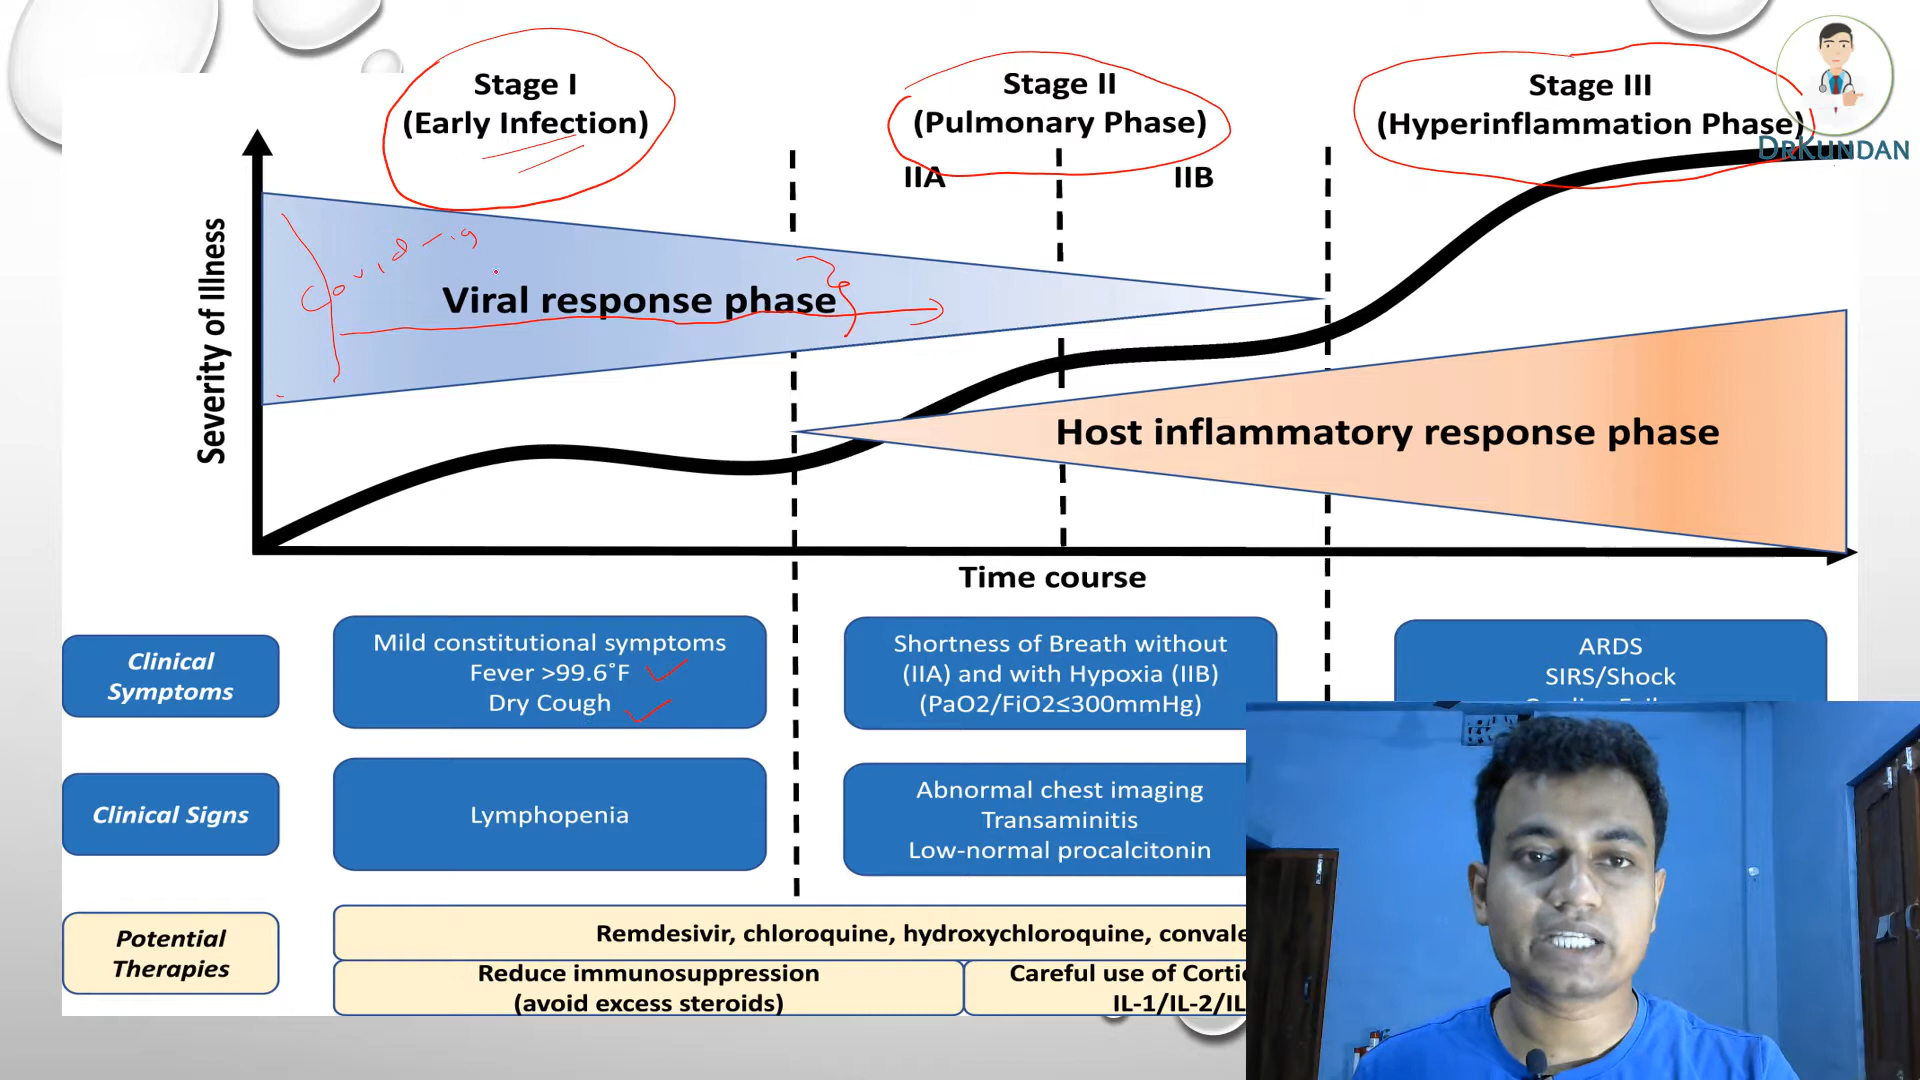 Stage I
(Early Infection)
Stage II
(Pulmonary Phase)
IIA
IIB
Stage III
(Hyperinflammation Phase)
DrKundan
Severity of Illness
Covid-19
Viral response phase
Host inflammatory response phase
Time course
Clinical
Symptoms
Mild constitutional symptoms
Fever >99.6°F
Dry Cough
Shortness of Breath without
(IIA) and with Hypoxia (IIB)
(PaO2/FiO2≤300mmHg)
ARDS
SIRS/Shock
Clinical Signs
Lymphopenia
Abnormal chest imaging
Transaminitis
Low-normal procalcitonin
Potential
Therapies
Remdesivir, chloroquine, hydroxychloroquine, convale
Reduce immunosuppression
(avoid excess steroids)
Careful use of Cortic
IL-1/IL-2/IL